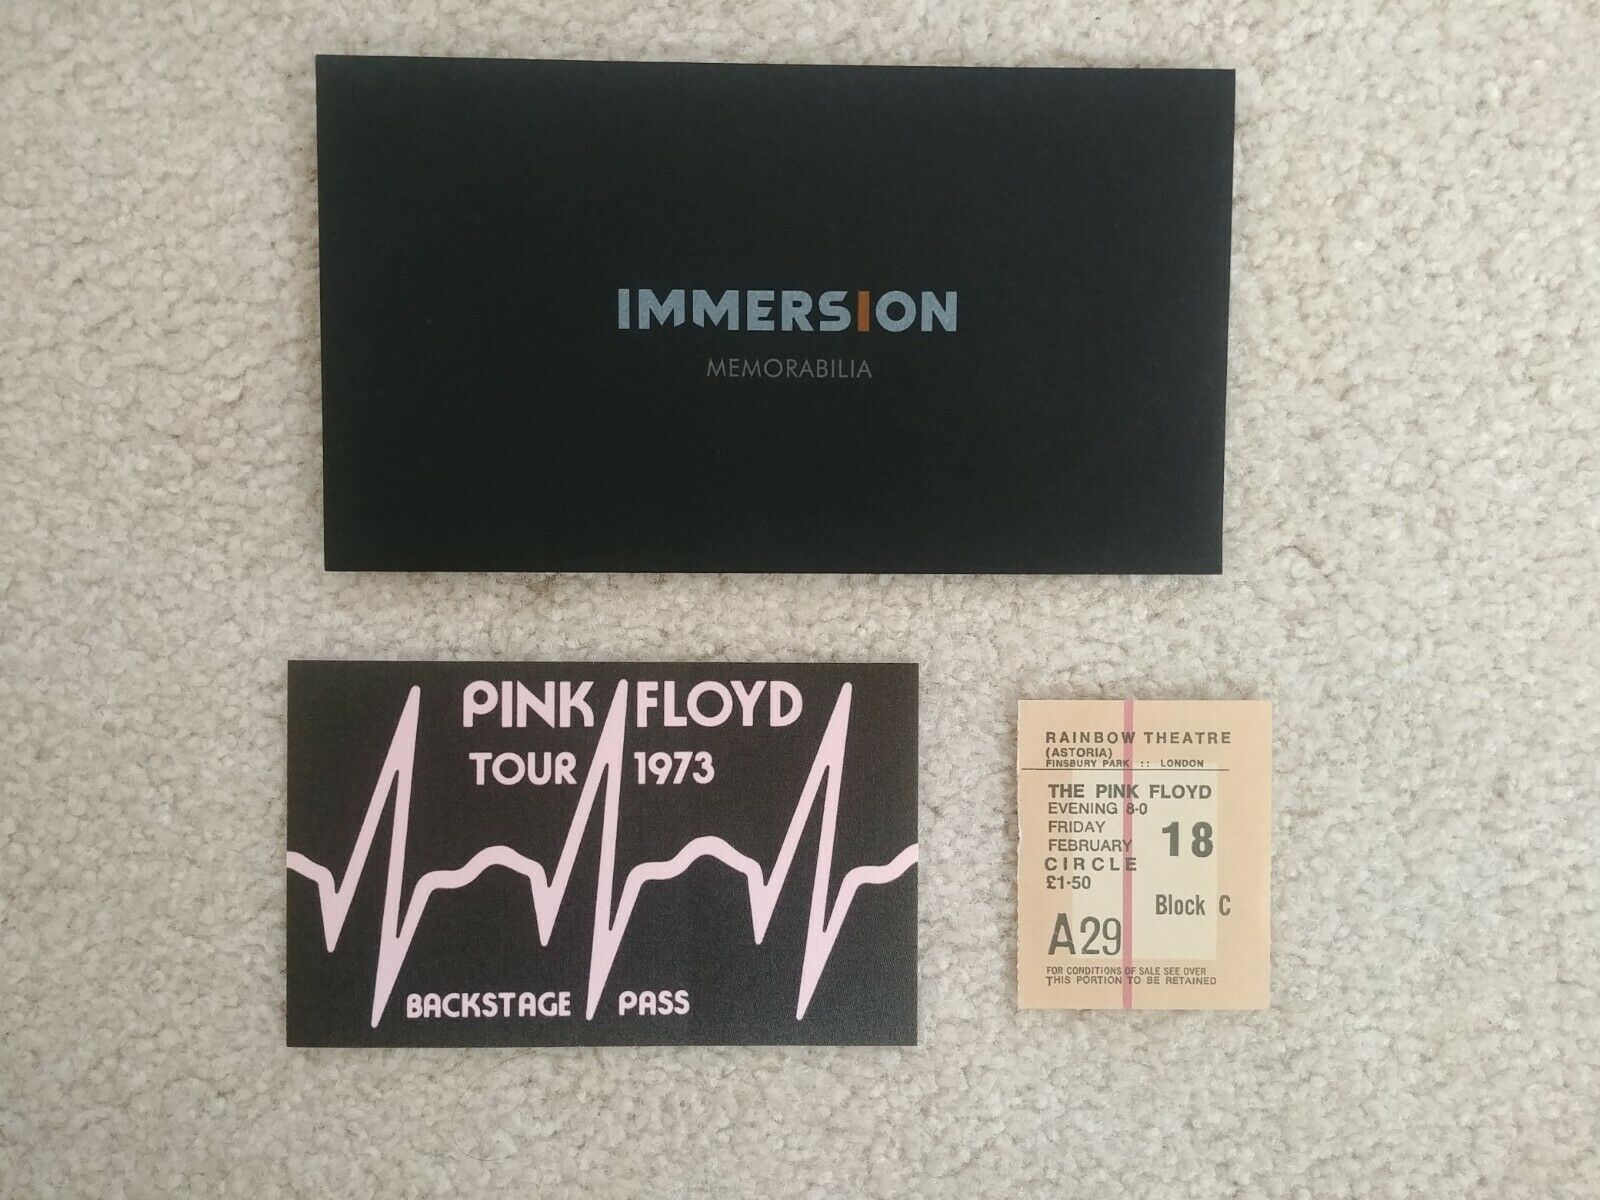 IMMERSION
MEMORABILIA
PINK FLOYD
TOUR 1973
BACKSTAGE PASS
RAINBOW THEATRE
(ASTORIA)
FINSBURY PARK :: LONDON
THE PINK FLOYD
EVENING 8·0
FRIDAY
FEBRUARY 18
CIRCLE
£1·50
Block C
A29
FOR CONDITIONS OF SALE SEE OVER
THIS PORTION TO BE RETAINED